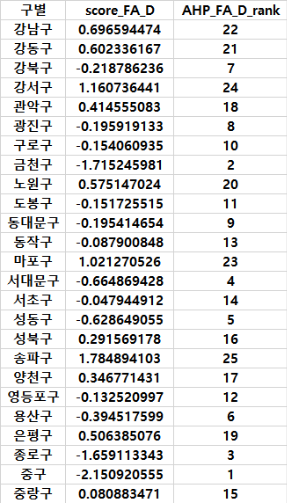 구별 score_FA_D AHP_FA_D_rank
강남구 0.696594474 22
강동구 0.602336167 21
강북구 -0.218786236 7
강서구 1.160736441 24
관악구 0.414555083 18
광진구 -0.195919133 8
구로구 -0.154060935 10
금천구 -1.715245981 2
노원구 0.575147024 20
도봉구 -0.151725515 11
동대문구 -0.195414654 9
동작구 -0.087900848 13
마포구 1.021270526 23
서대문구 -0.664869428 4
서초구 -0.047944912 14
성동구 -0.628649055 5
성북구 0.291569178 16
송파구 1.784894103 25
양천구 0.346771431 17
영등포구 -0.132520997 12
용산구 -0.394517599 6
은평구 0.506385076 19
종로구 -1.659113343 3
중구 -2.150920555 1
중랑구 0.080883471 15